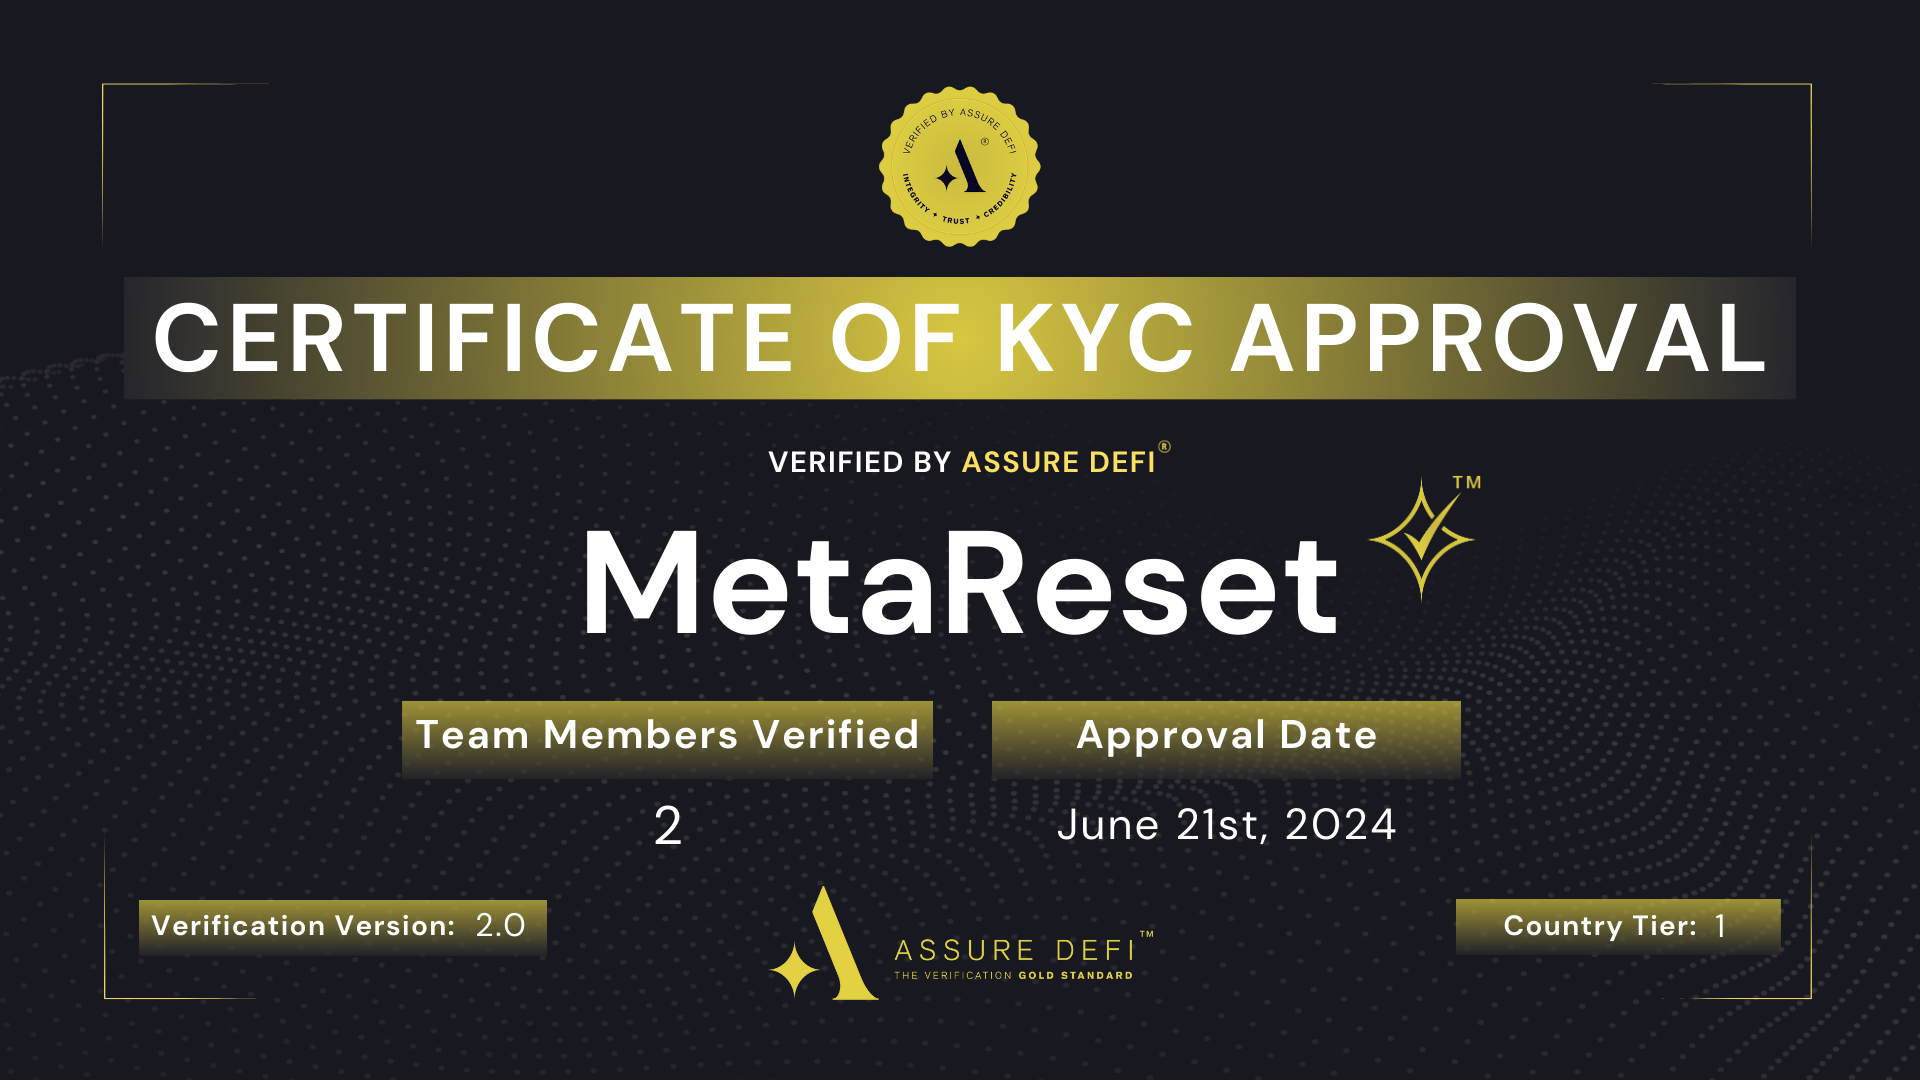 VERIFIED BY ASSURE DEFI
A®
INTEGRITY ✦ TRUST ✦ CREDIBILITY
CERTIFICATE OF KYC APPROVAL
VERIFIED BY ASSURE DEFI®
TM
MetaReset
Team Members Verified
2
Approval Date
June 21st, 2024
Verification Version: 2.0
ASSURE DEFI™
THE VERIFICATION GOLD STANDARD
Country Tier: 1